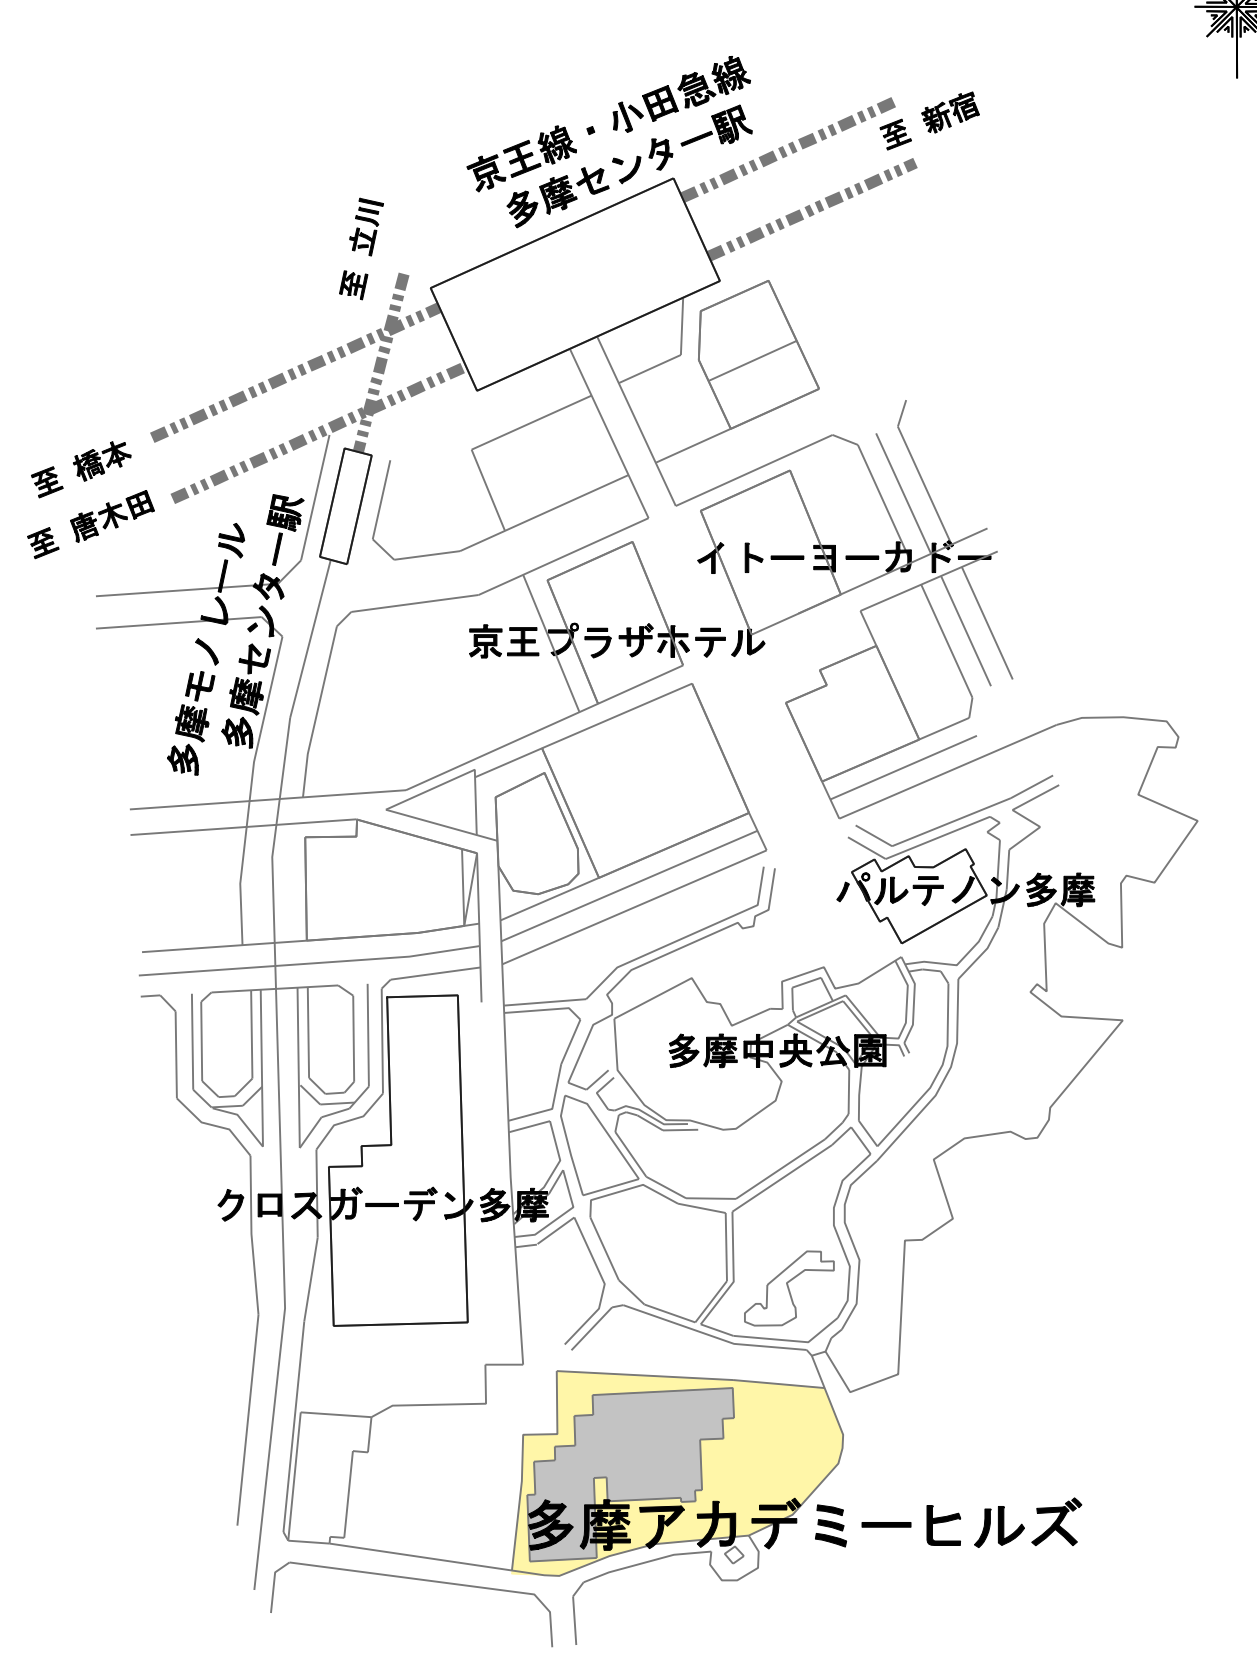 京王線・小田急線
多摩センター駅
至 新宿
至 立川
至 橋本
至 唐木田
多摩モノレール
多摩センター駅
イトーヨーカドー
京王プラザホテル
パルテノン多摩
多摩中央公園
クロスガーデン多摩
多摩アカデミーヒルズ